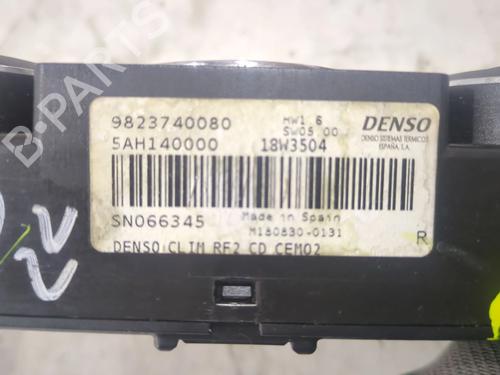 9823740080
HW1.6
SW05.00
DENSO
DENSO SISTEMAS TERMICOS
ESPAÑA, S.A.
5AH140000
18W3504
SN066345
Made in Spain
M180830-0131
DENSO CLIM RF2 CD CEM02
R
B-PARTS